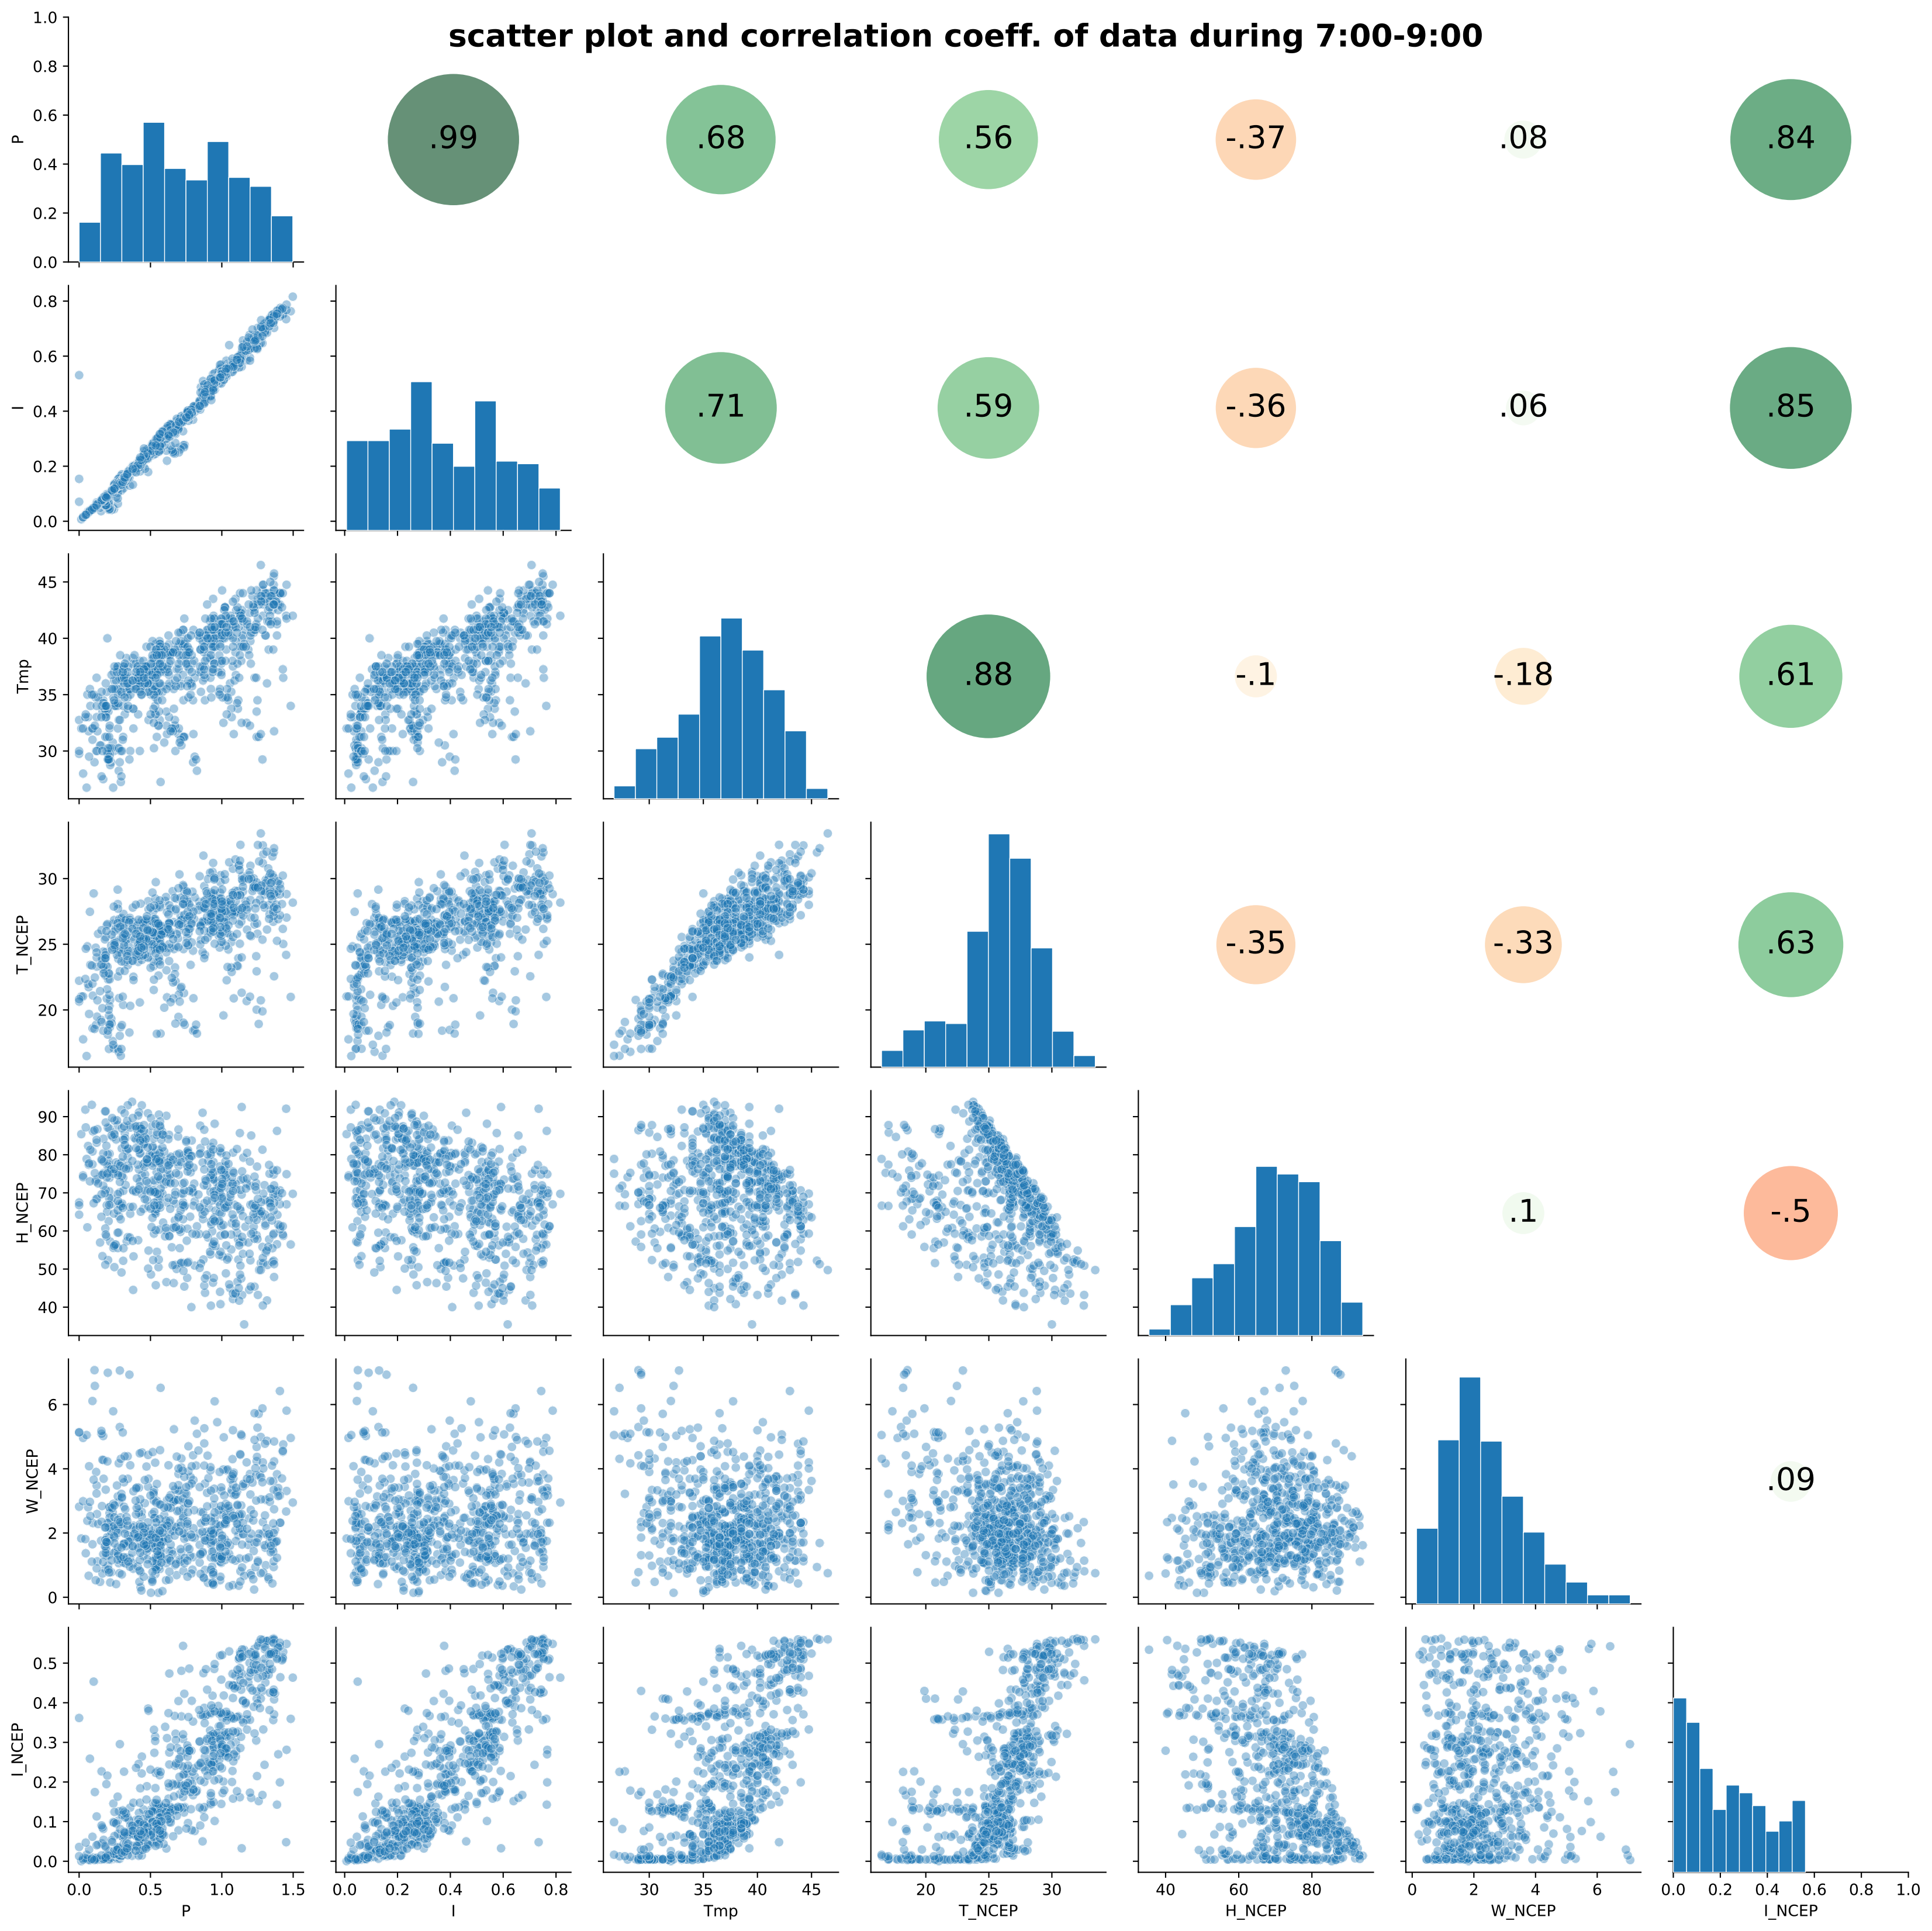 scatter plot and correlation coeff. of data during 7:00-9:00
1.0
0.8
0.6
0.4
0.2
0.0
P
.99
.68
.56
-.37
.08
.84
0.8
0.6
0.4
0.2
0.0
I
.71
.59
-.36
.06
.85
45
40
35
30
Tmp
.88
-.1
-.18
.61
30
25
20
T_NCEP
-.35
-.33
.63
90
80
70
60
50
40
H_NCEP
.1
-.5
6
4
2
0
W_NCEP
.09
0.5
0.4
0.3
0.2
0.1
0.0
I_NCEP
0.0 0.5 1.0 1.5
0.0 0.2 0.4 0.6 0.8
30 35 40 45
20 25 30
40 60 80
0 2 4 6
0.0 0.2 0.4 0.6 0.8 1.0
P
I
Tmp
T_NCEP
H_NCEP
W_NCEP
I_NCEP